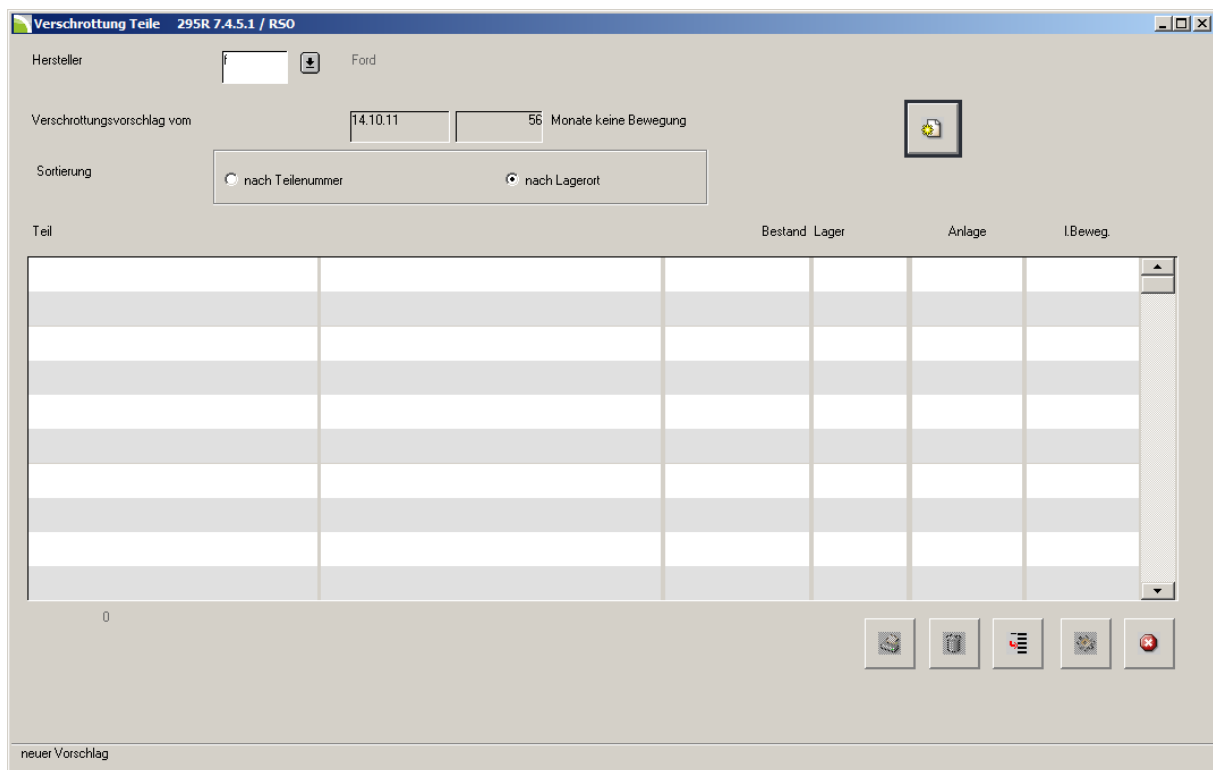 Verschrottung Teile 295R 7.4.5.1 / RSO
Hersteller f Ford
Verschrottungsvorschlag vom 14.10.11 56 Monate keine Bewegung
Sortierung nach Teilenummer nach Lagerort
Teil Bestand Lager Anlage l.Beweg.
0
neuer Vorschlag